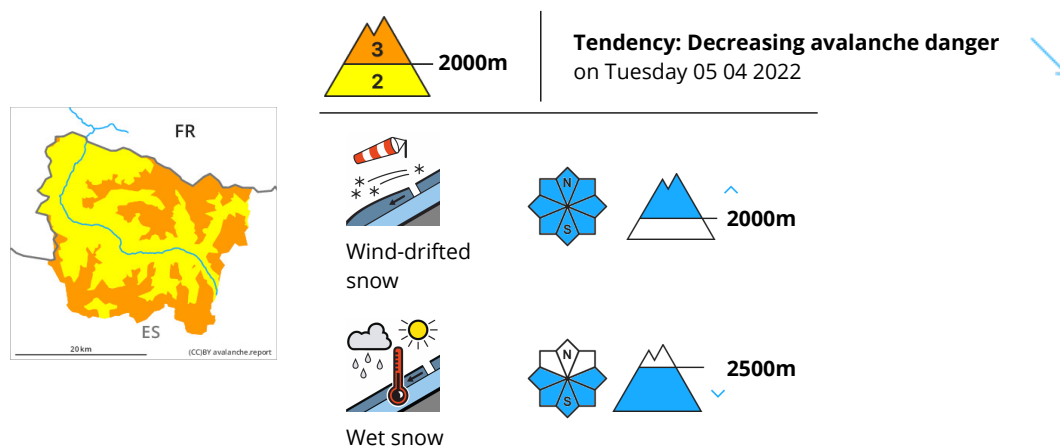 3
2
2000m
Tendency: Decreasing avalanche danger
on Tuesday 05 04 2022
FR
ES
20 km
(CC)BY avalanche.report
N
S
2000m
Wind-drifted
snow
N
S
2500m
Wet snow